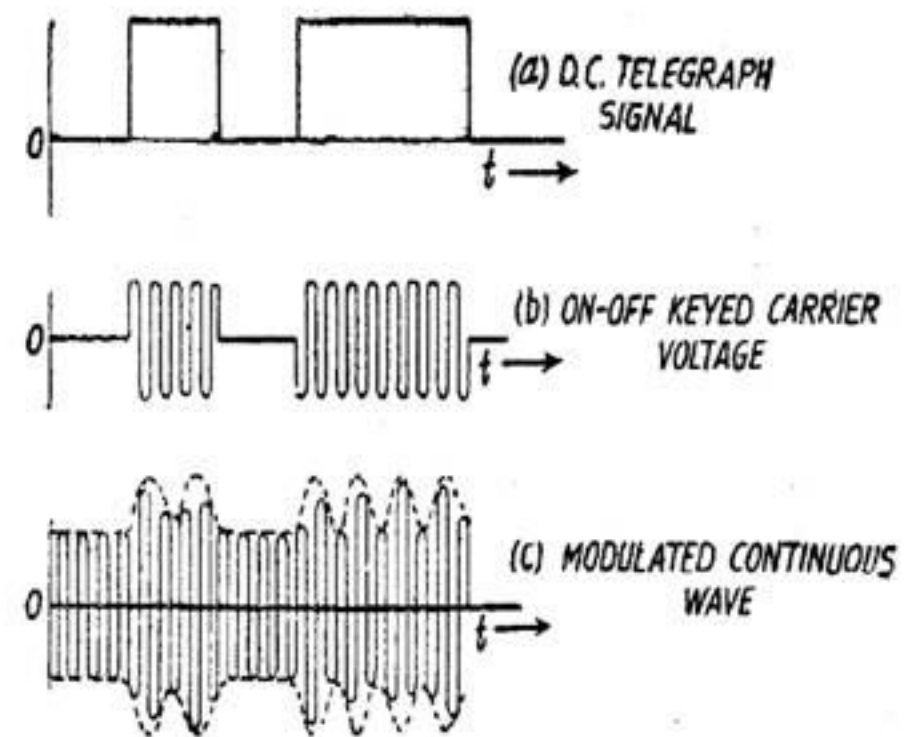 (a) D.C. TELEGRAPH
SIGNAL
0
t
(b) ON-OFF KEYED CARRIER
VOLTAGE
0
t
(c) MODULATED CONTINUOUS
WAVE
0
t